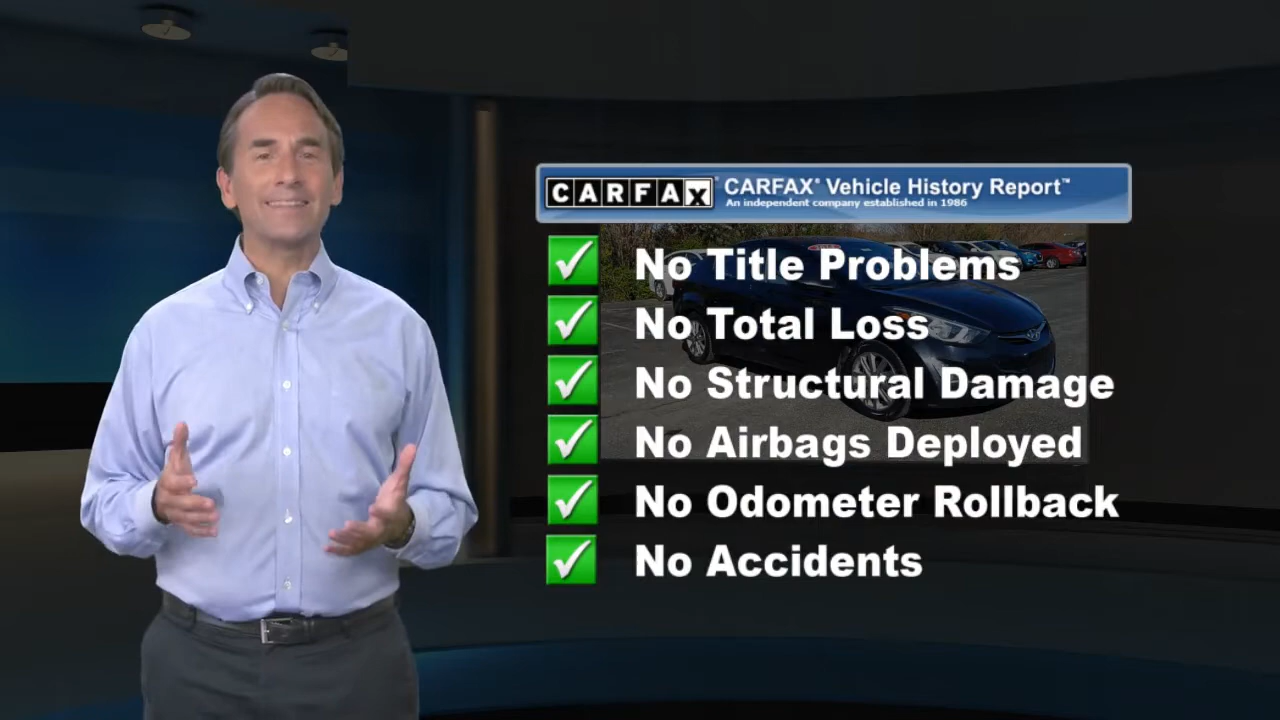 CARFAX
CARFAX® Vehicle History Report™
An independent company established in 1986
No Title Problems
No Total Loss
No Structural Damage
No Airbags Deployed
No Odometer Rollback
No Accidents